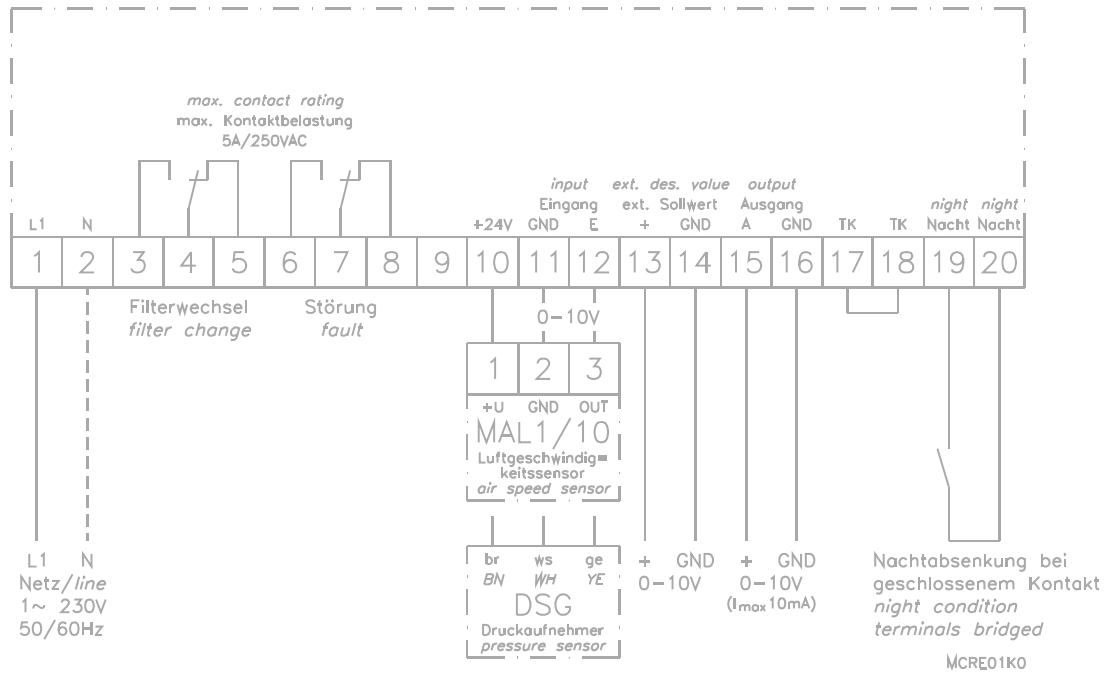 max. contact rating
max. Kontaktbelastung
5A/250VAC
input ext. des. value output
Eingang ext. Sollwert Ausgang night night
L1 N +24V GND E + GND A GND TK TK Nacht Nacht
1 2 3 4 5 6 7 8 9 10 11 12 13 14 15 16 17 18 19 20
Filterwechsel
filter change
Störung
fault
0-10V
1 2 3
+U GND OUT
MAL1/10
Luftgeschwindig=
keitssensor
air speed sensor
L1 N
Netz/line
1~ 230V
50/60Hz
br ws ge
BN WH YE
DSG
Druckaufnehmer
pressure sensor
+ GND
0-10V
+ GND
0-10V
(Imax 10mA)
Nachtabsenkung bei
geschlossenem Kontakt
night condition
terminals bridged
MCRE01K0